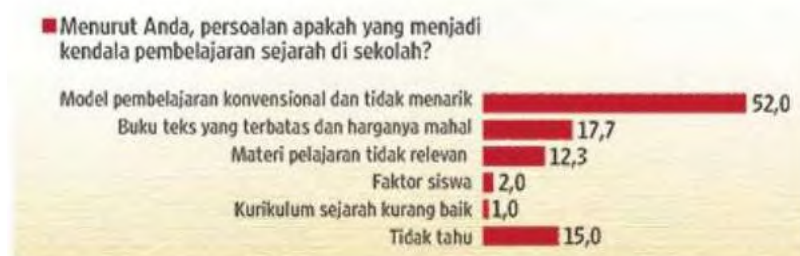 Menurut Anda, persoalan apakah yang menjadi
kendala pembelajaran sejarah di sekolah?
Model pembelajaran konvensional dan tidak menarik 52,0
Buku teks yang terbatas dan harganya mahal 17,7
Materi pelajaran tidak relevan 12,3
Faktor siswa 2,0
Kurikulum sejarah kurang baik 1,0
Tidak tahu 15,0